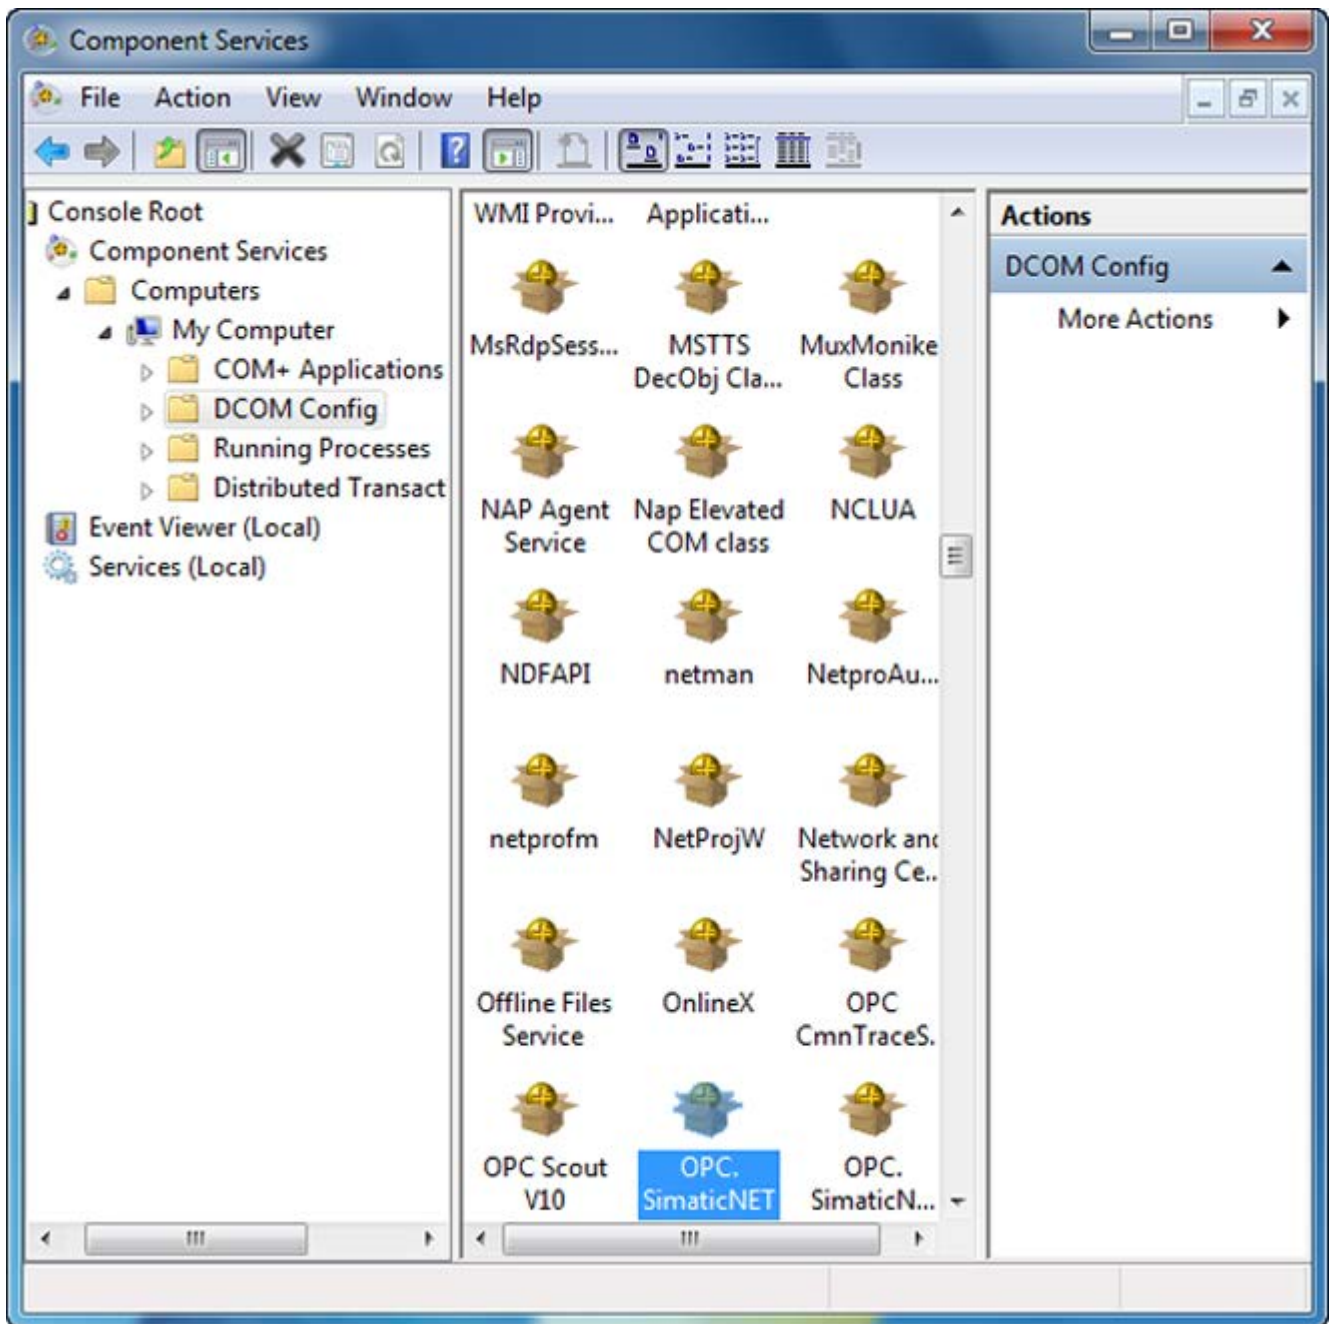 Component Services
File Action View Window Help
Console Root
Component Services
Computers
My Computer
COM+ Applications
DCOM Config
Running Processes
Distributed Transact
Event Viewer (Local)
Services (Local)
WMI Provi... Applicati...
MsRdpSess... MSTTS MuxMonike
DecObj Cla... Class
NAP Agent Nap Elevated NCLUA
Service COM class
NDFAPI netman NetproAu...
netprofm NetProjW Network and
Sharing Ce..
Offline Files OnlineX OPC
Service CmnTraceS.
OPC Scout OPC. OPC.
V10 SimaticNET SimaticN...
Actions
DCOM Config
More Actions